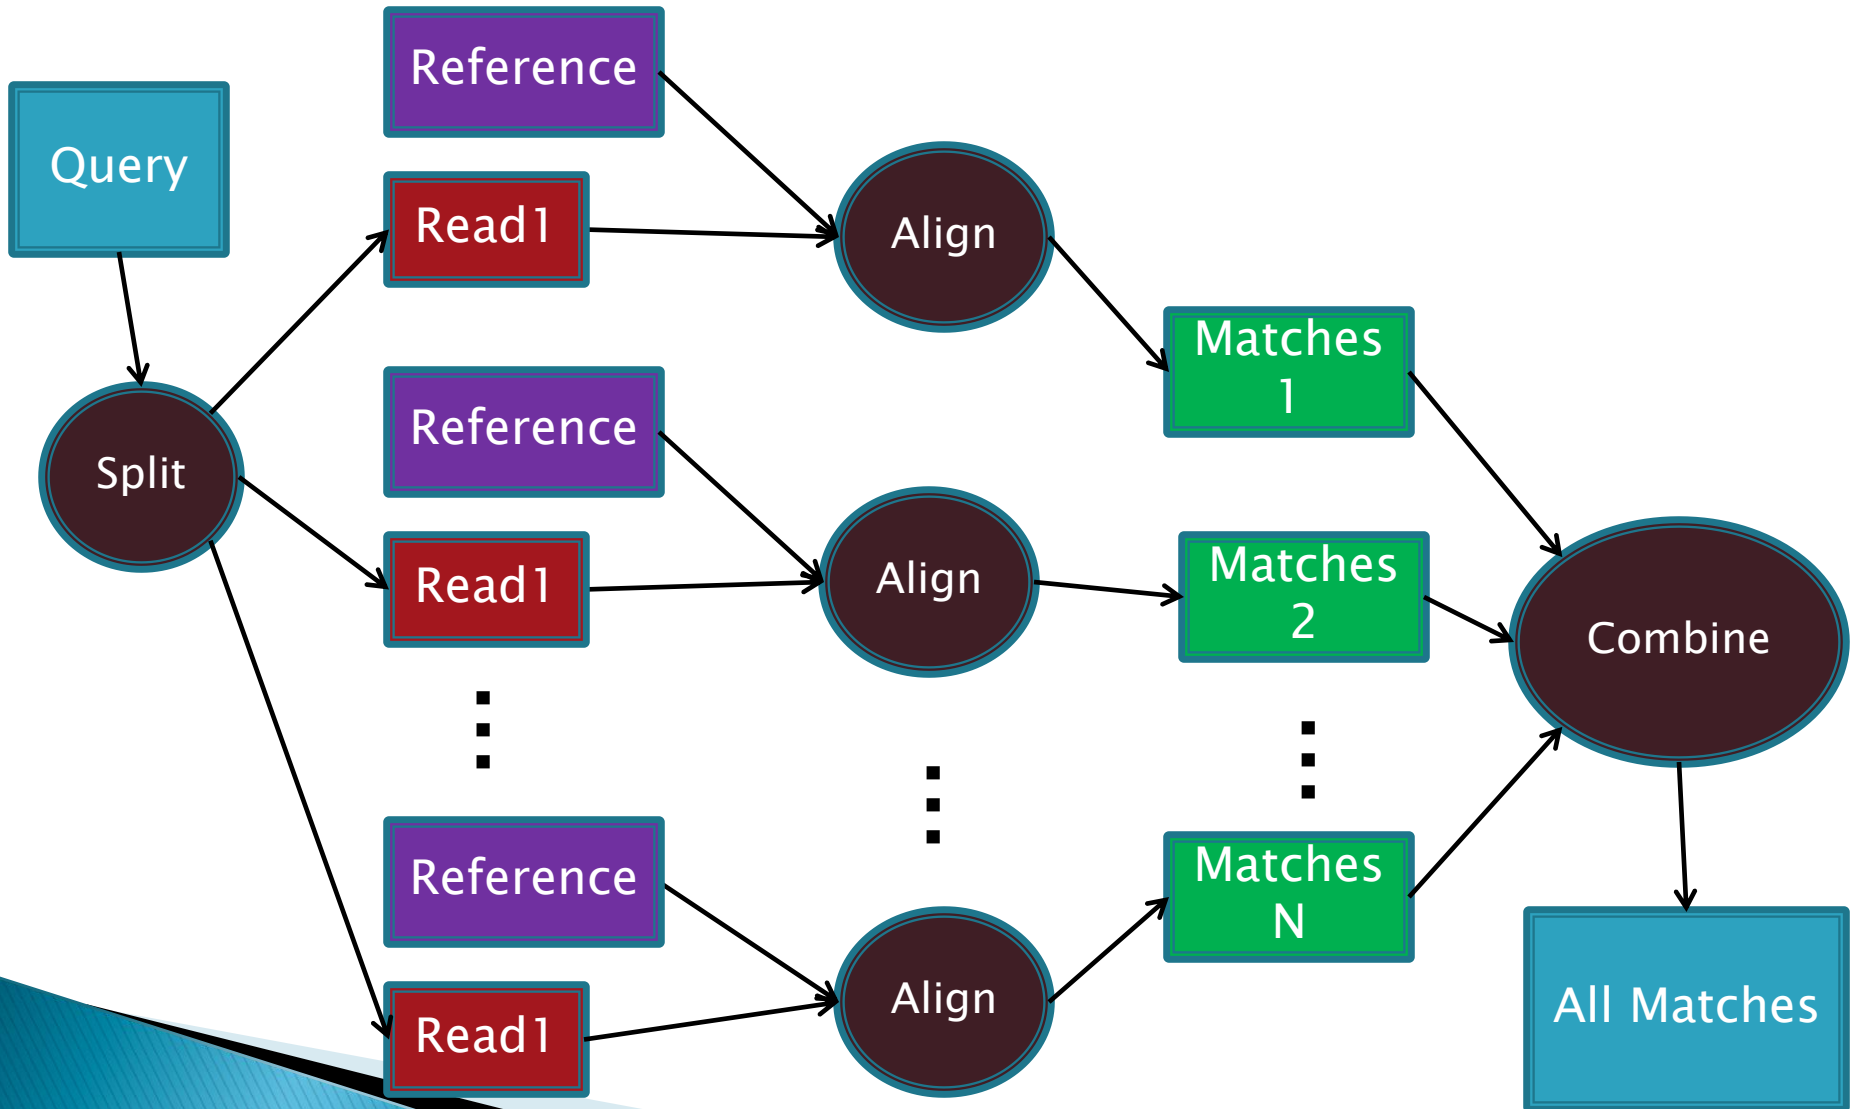 Query
Split
Reference
Read1
Align
Matches
1
Reference
Read1
Align
Matches
2
Reference
Read1
Align
Matches
N
Combine
All Matches